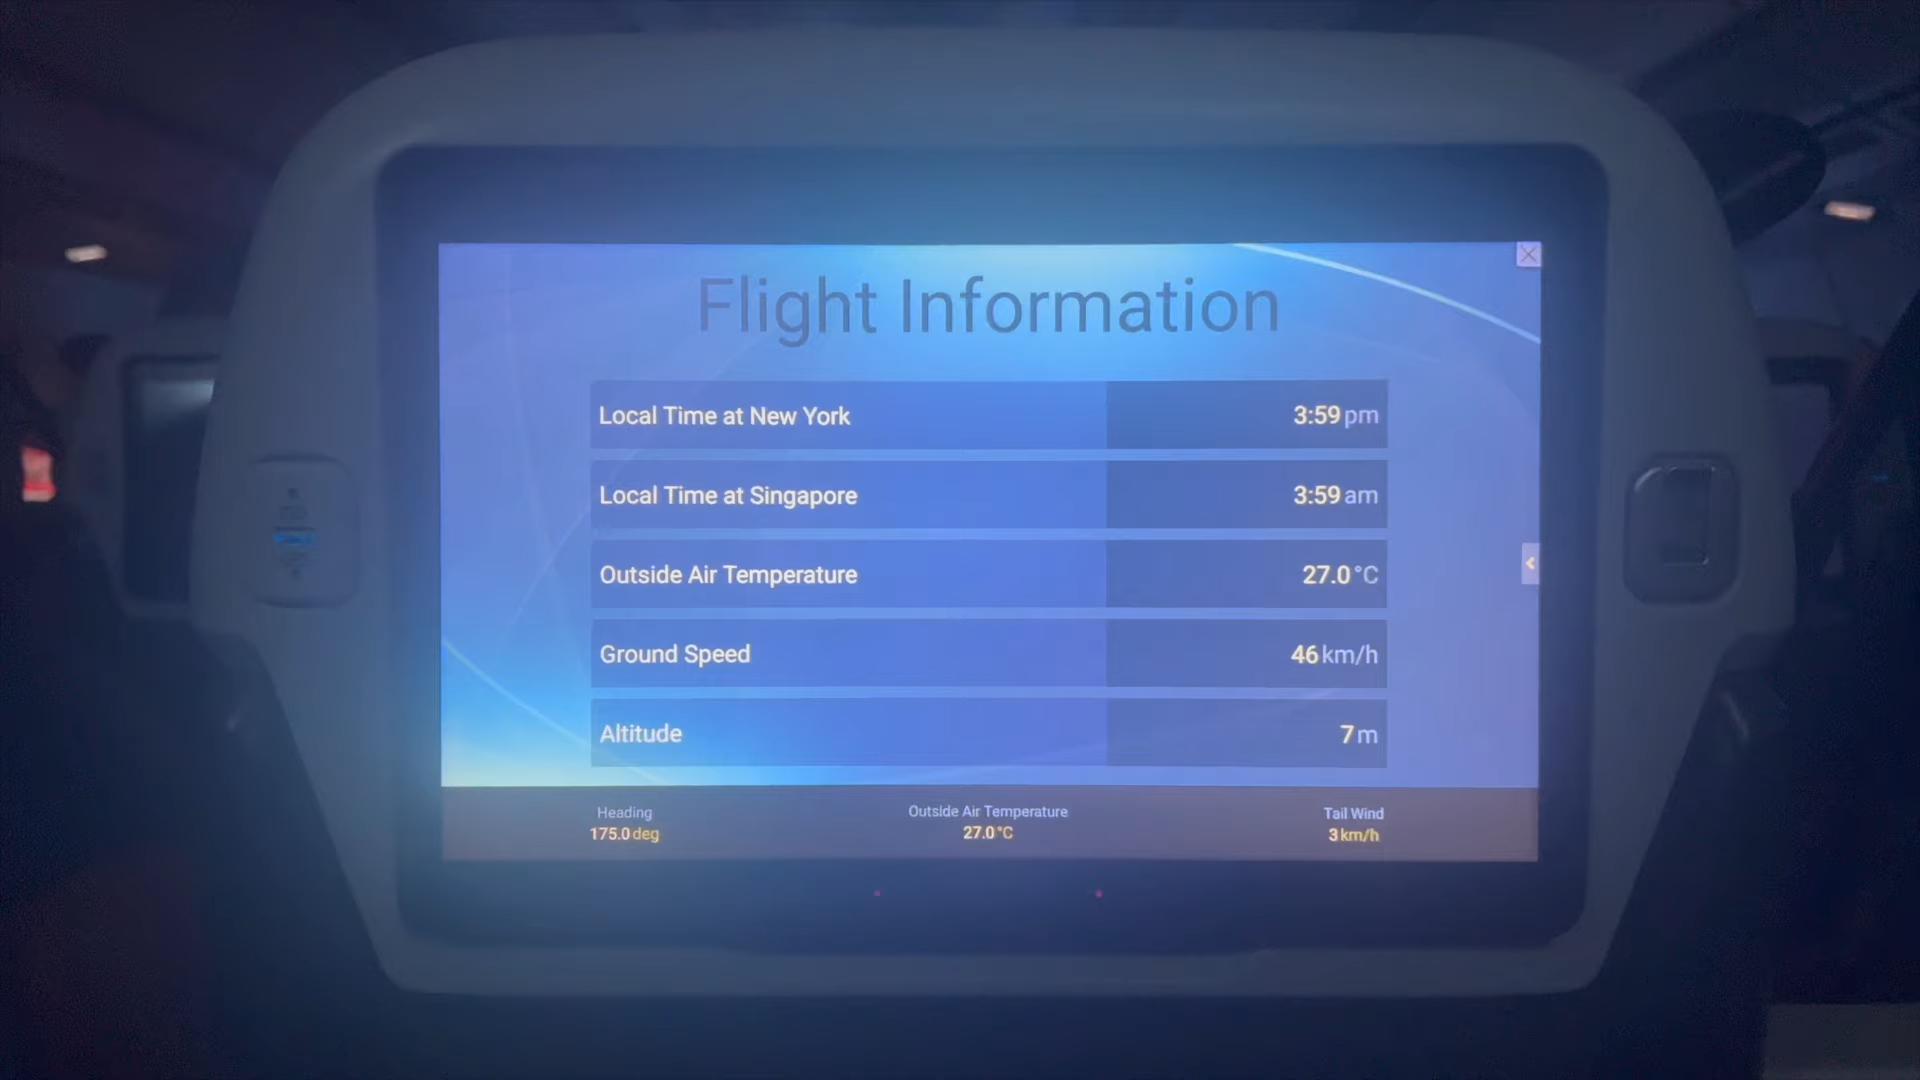 Flight Information
Local Time at New York 3:59 pm
Local Time at Singapore 3:59 am
Outside Air Temperature 27.0 °C
Ground Speed 46 km/h
Altitude 7 m
Heading Outside Air Temperature Tail Wind
175.0 deg 27.0 °C 3 km/h